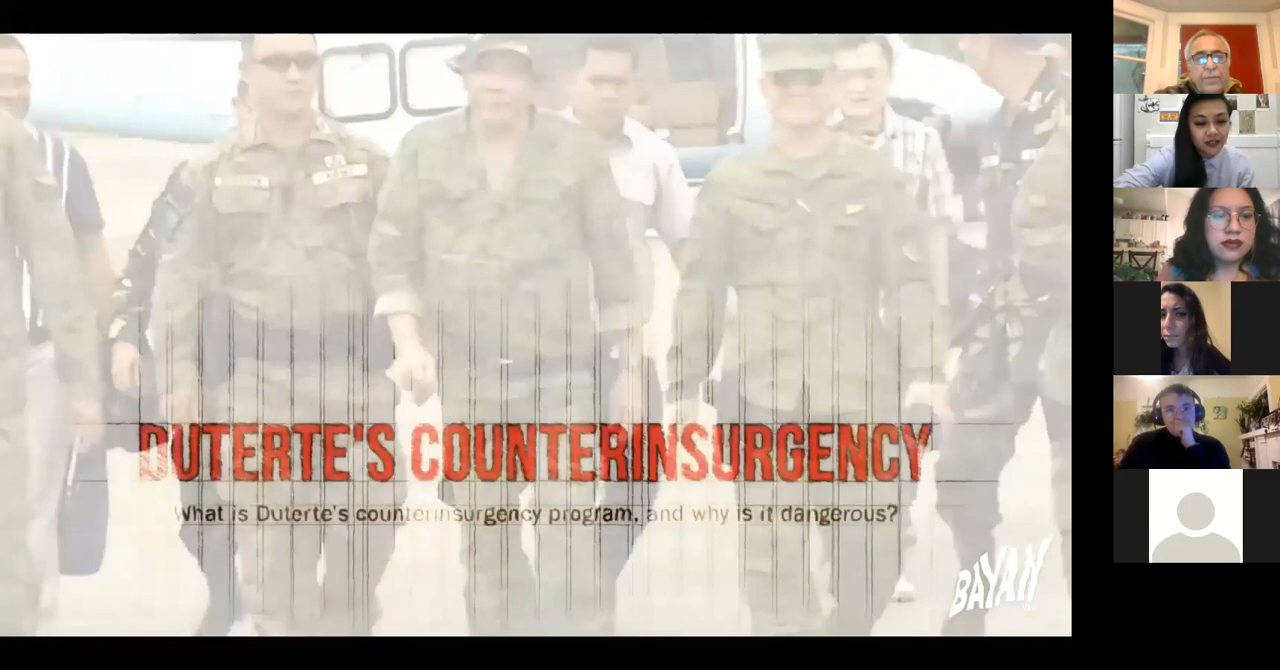 DUTERTE'S COUNTERINSURGENCY
What is Duterte's counterinsurgency program, and why is it dangerous?
BAYAN